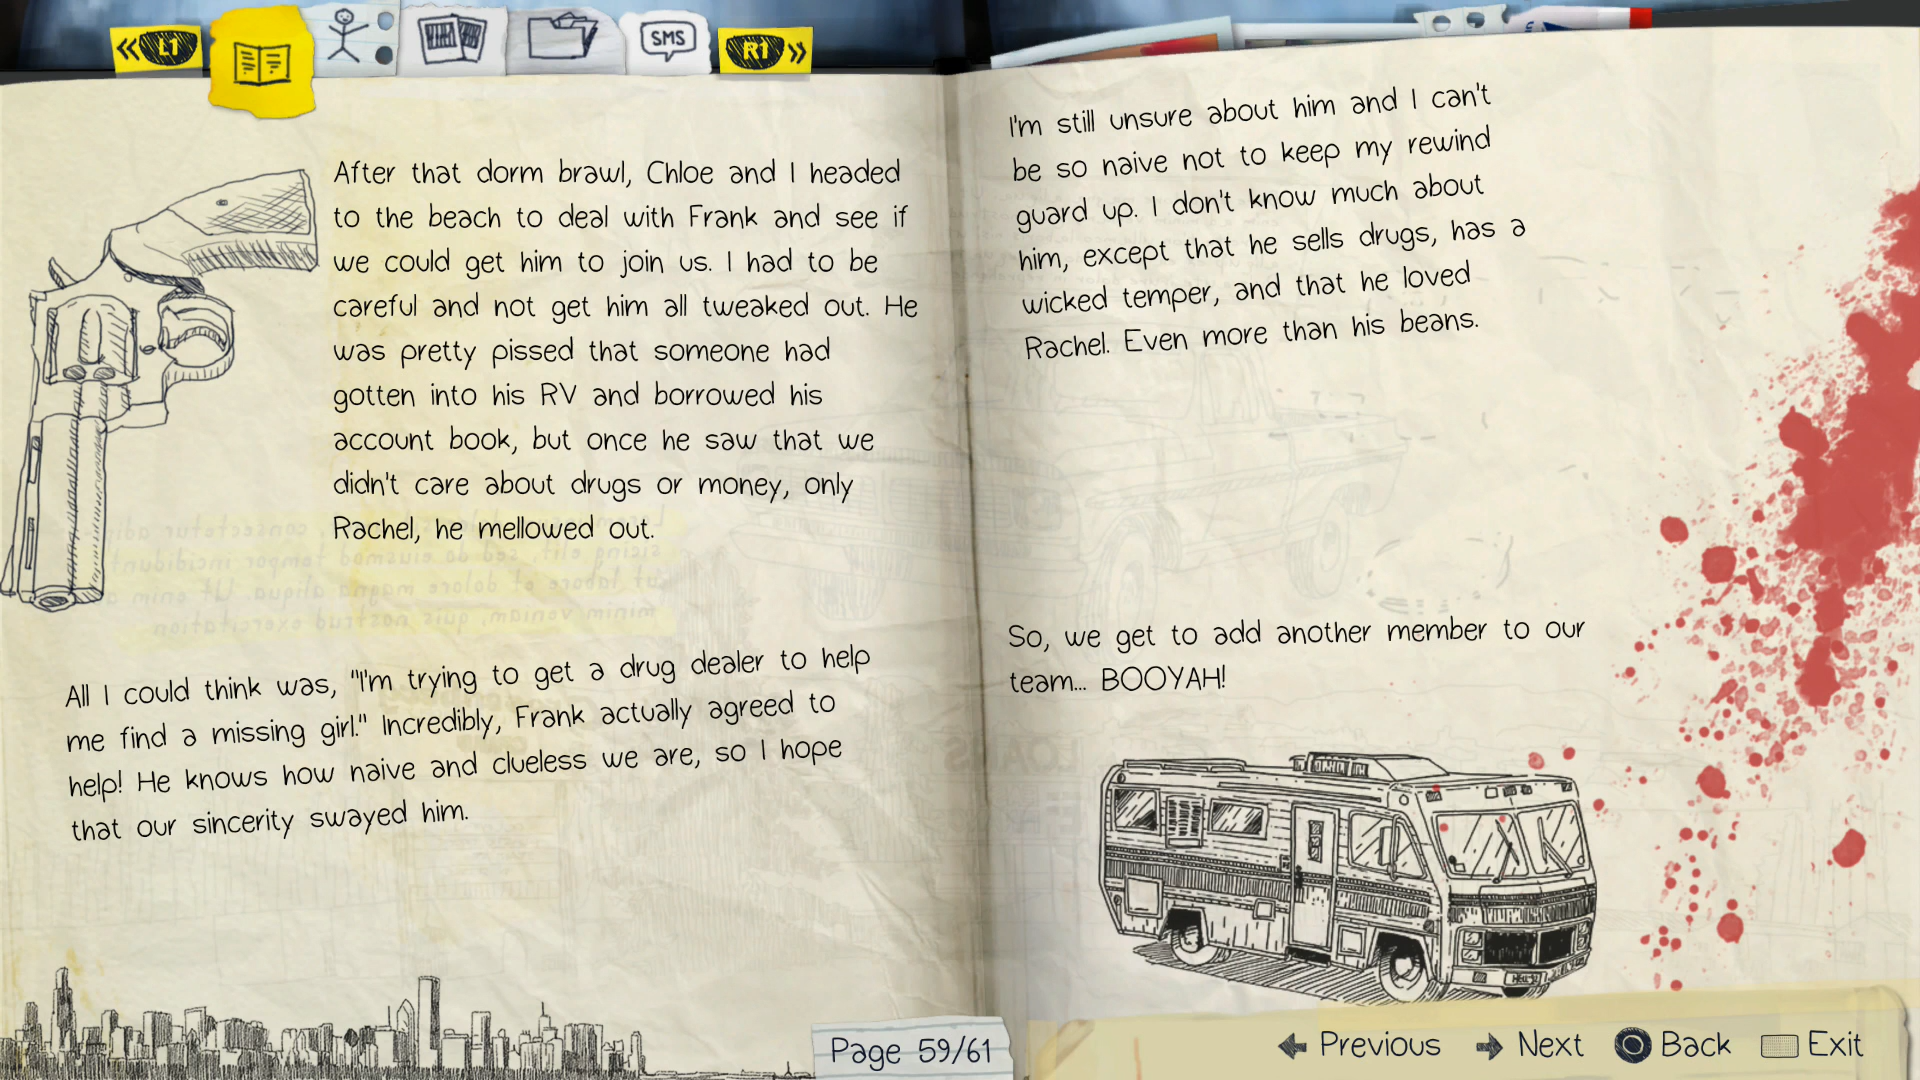 L1
SMS
R1
After that dorm brawl, Chloe and I headed
to the beach to deal with Frank and see if
we could get him to join us. I had to be
careful and not get him all tweaked out. He
was pretty pissed that someone had
gotten into his RV and borrowed his
account book, but once he saw that we
didn't care about drugs or money, only
Rachel, he mellowed out.
All I could think was, "I'm trying to get a drug dealer to help
me find a missing girl." Incredibly, Frank actually agreed to
help! He knows how naive and clueless we are, so I hope
that our sincerity swayed him.
I'm still unsure about him and I can't
be so naive not to keep my rewind
guard up. I don't know much about
him, except that he sells drugs, has a
wicked temper, and that he loved
Rachel. Even more than his beans.
So, we get to add another member to our
team... BOOYAH!
Page 59/61
Previous
Next
Back
Exit